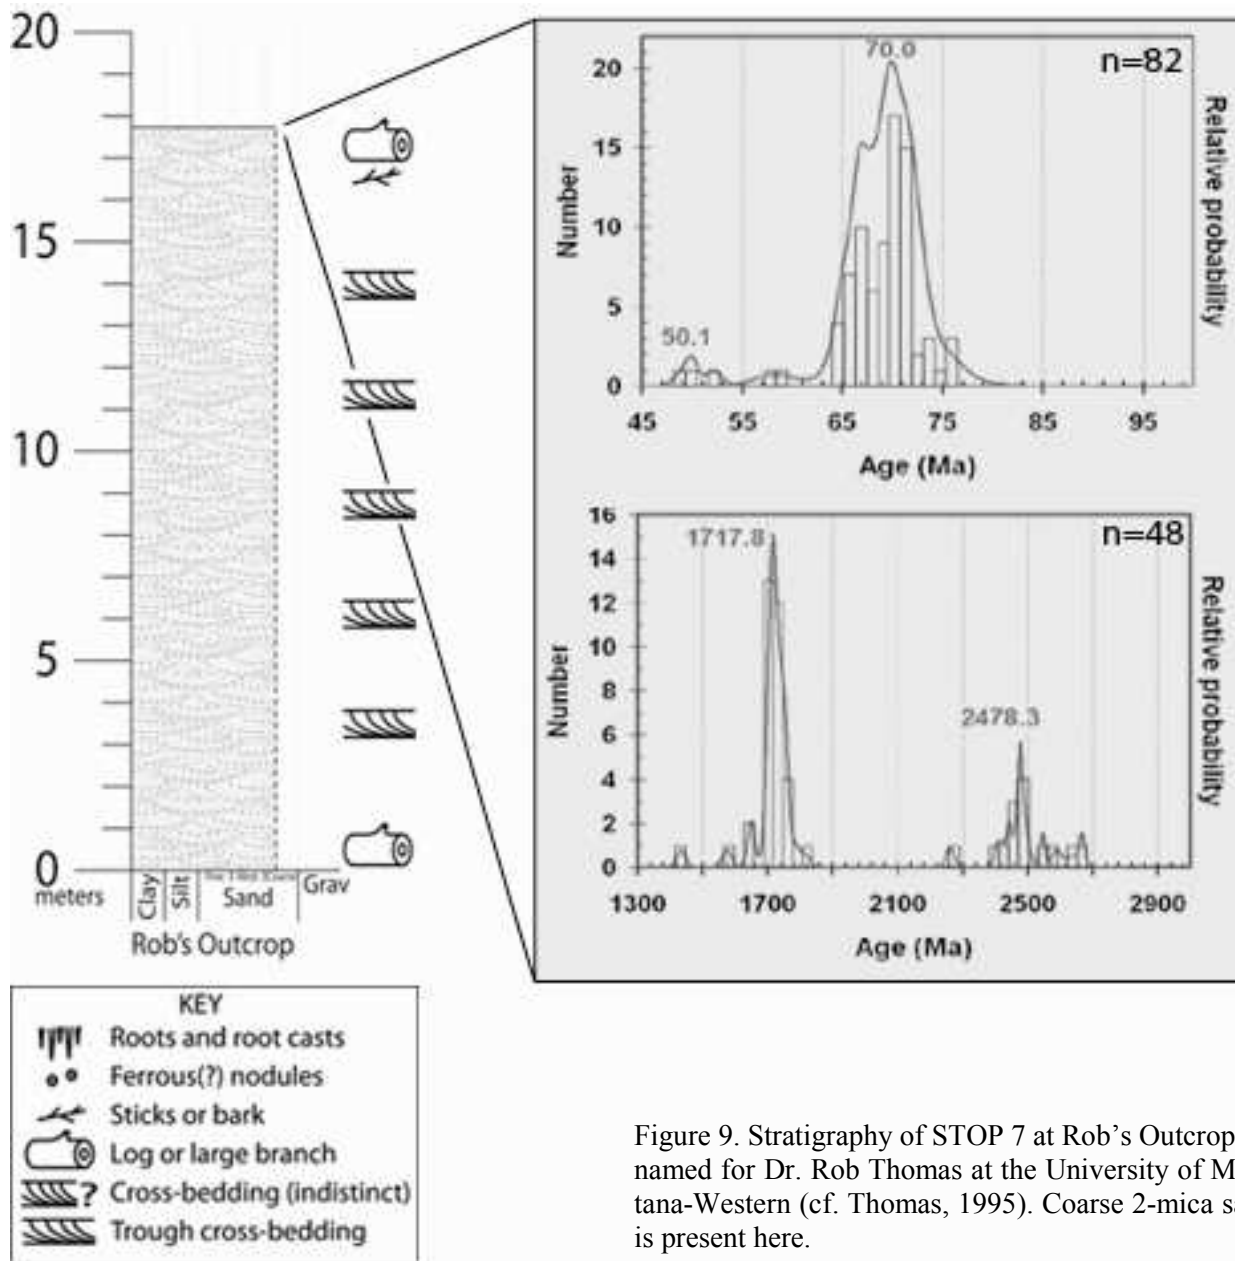 20
15
10
5
0
meters
Clay
Silt
Sand
Grav
Rob's Outcrop
n=82
70.0
50.1
Number
20
15
10
5
0
45 55 65 75 85 95
Age (Ma)
Relative probability
n=48
1717.8
2478.3
Number
16
14
12
10
8
6
4
2
0
1300 1700 2100 2500 2900
Age (Ma)
Relative probability
KEY
Roots and root casts
Ferrous(?) nodules
Sticks or bark
Log or large branch
? Cross-bedding (indistinct)
Trough cross-bedding
Figure 9. Stratigraphy of STOP 7 at Rob's Outcrop
named for Dr. Rob Thomas at the University of M
tana-Western (cf. Thomas, 1995). Coarse 2-mica sa
is present here.